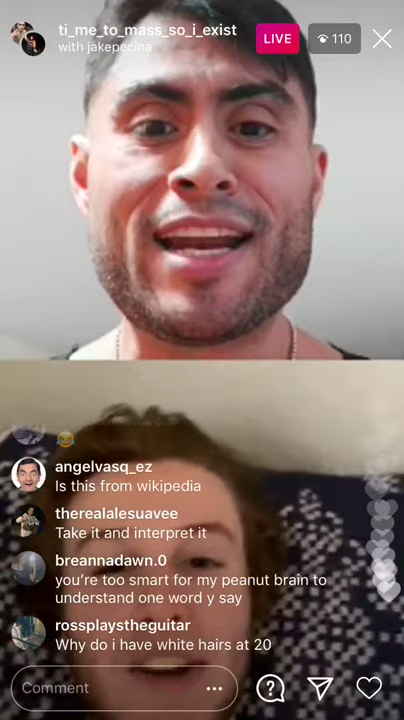 ti_me_to_mass_so_i_exist
LIVE
110
with jakepecina
angelvasq_ez
Is this from wikipedia
therealalesuavee
Take it and interpret it
breannadawn.0
you're too smart for my peanut brain to
understand one word y say
rossplaystheguitar
Why do i have white hairs at 20
Comment